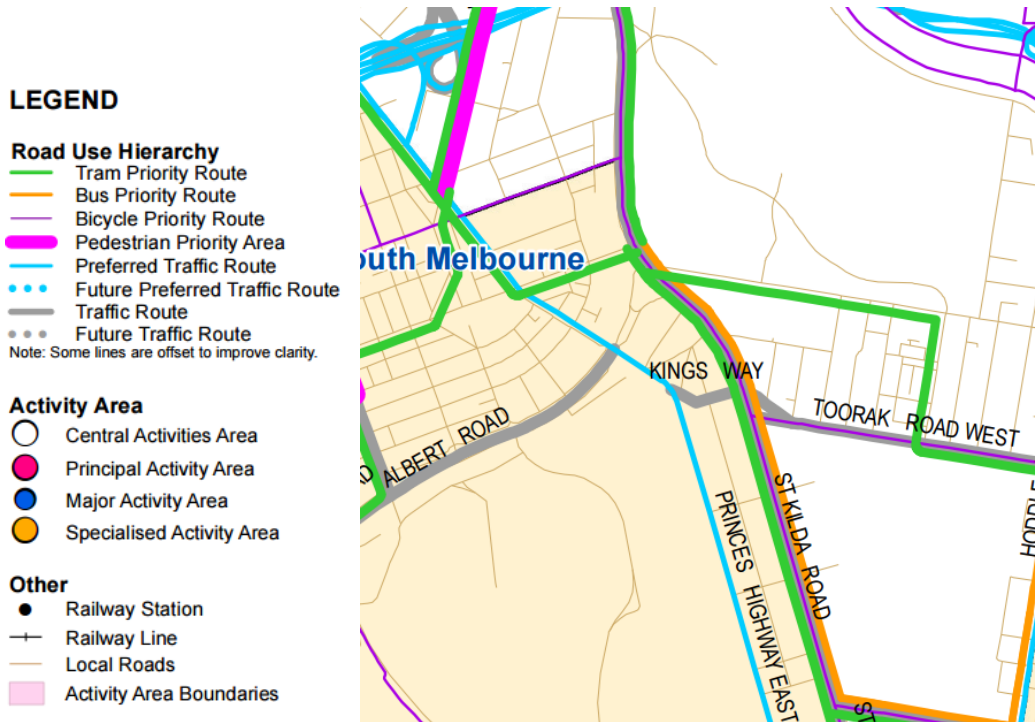 LEGEND
Road Use Hierarchy
Tram Priority Route
Bus Priority Route
Bicycle Priority Route
Pedestrian Priority Area
Preferred Traffic Route
Future Preferred Traffic Route
Traffic Route
Future Traffic Route
Note: Some lines are offset to improve clarity.
Activity Area
Central Activities Area
Principal Activity Area
Major Activity Area
Specialised Activity Area
Other
Railway Station
Railway Line
Local Roads
Activity Area Boundaries
outh Melbourne
KINGS WAY
TOORAK ROAD WEST
ALBERT ROAD
ST KILDA ROAD
PRINCES HIGHWAY EAST
ST